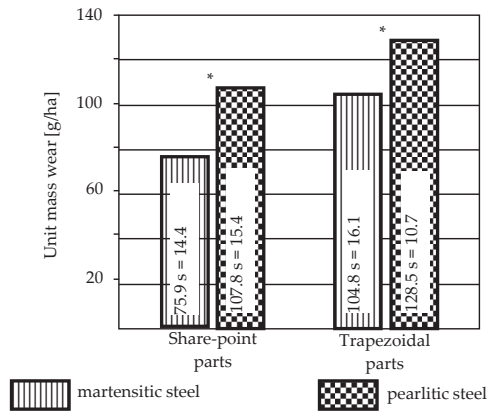 140
100
60
20
Unit mass wear [g/ha]
*
*
75.9 s = 14.4
107.8 s = 15.4
104.8 s = 16.1
128.5 s = 10.7
Share-point
parts
Trapezoidal
parts
martensitic steel
pearlitic steel